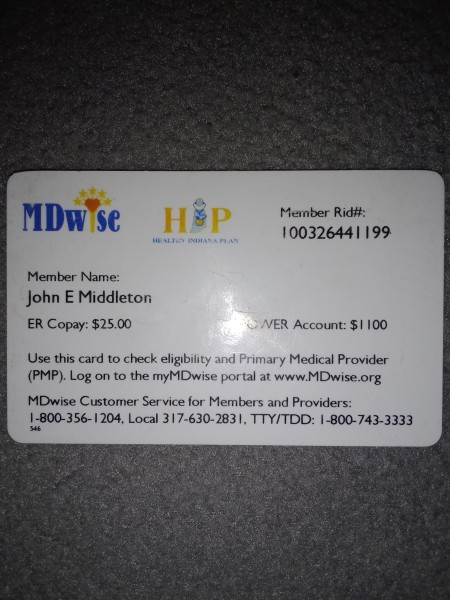 MDwise
HIP
HEALTHY INDIANA PLAN
Member Rid#:
100326441199
Member Name:
John E Middleton
ER Copay: $25.00
POWER Account: $1100
Use this card to check eligibility and Primary Medical Provider
(PMP). Log on to the myMDwise portal at www.MDwise.org
MDwise Customer Service for Members and Providers:
1-800-356-1204, Local 317-630-2831, TTY/TDD: 1-800-743-3333
546